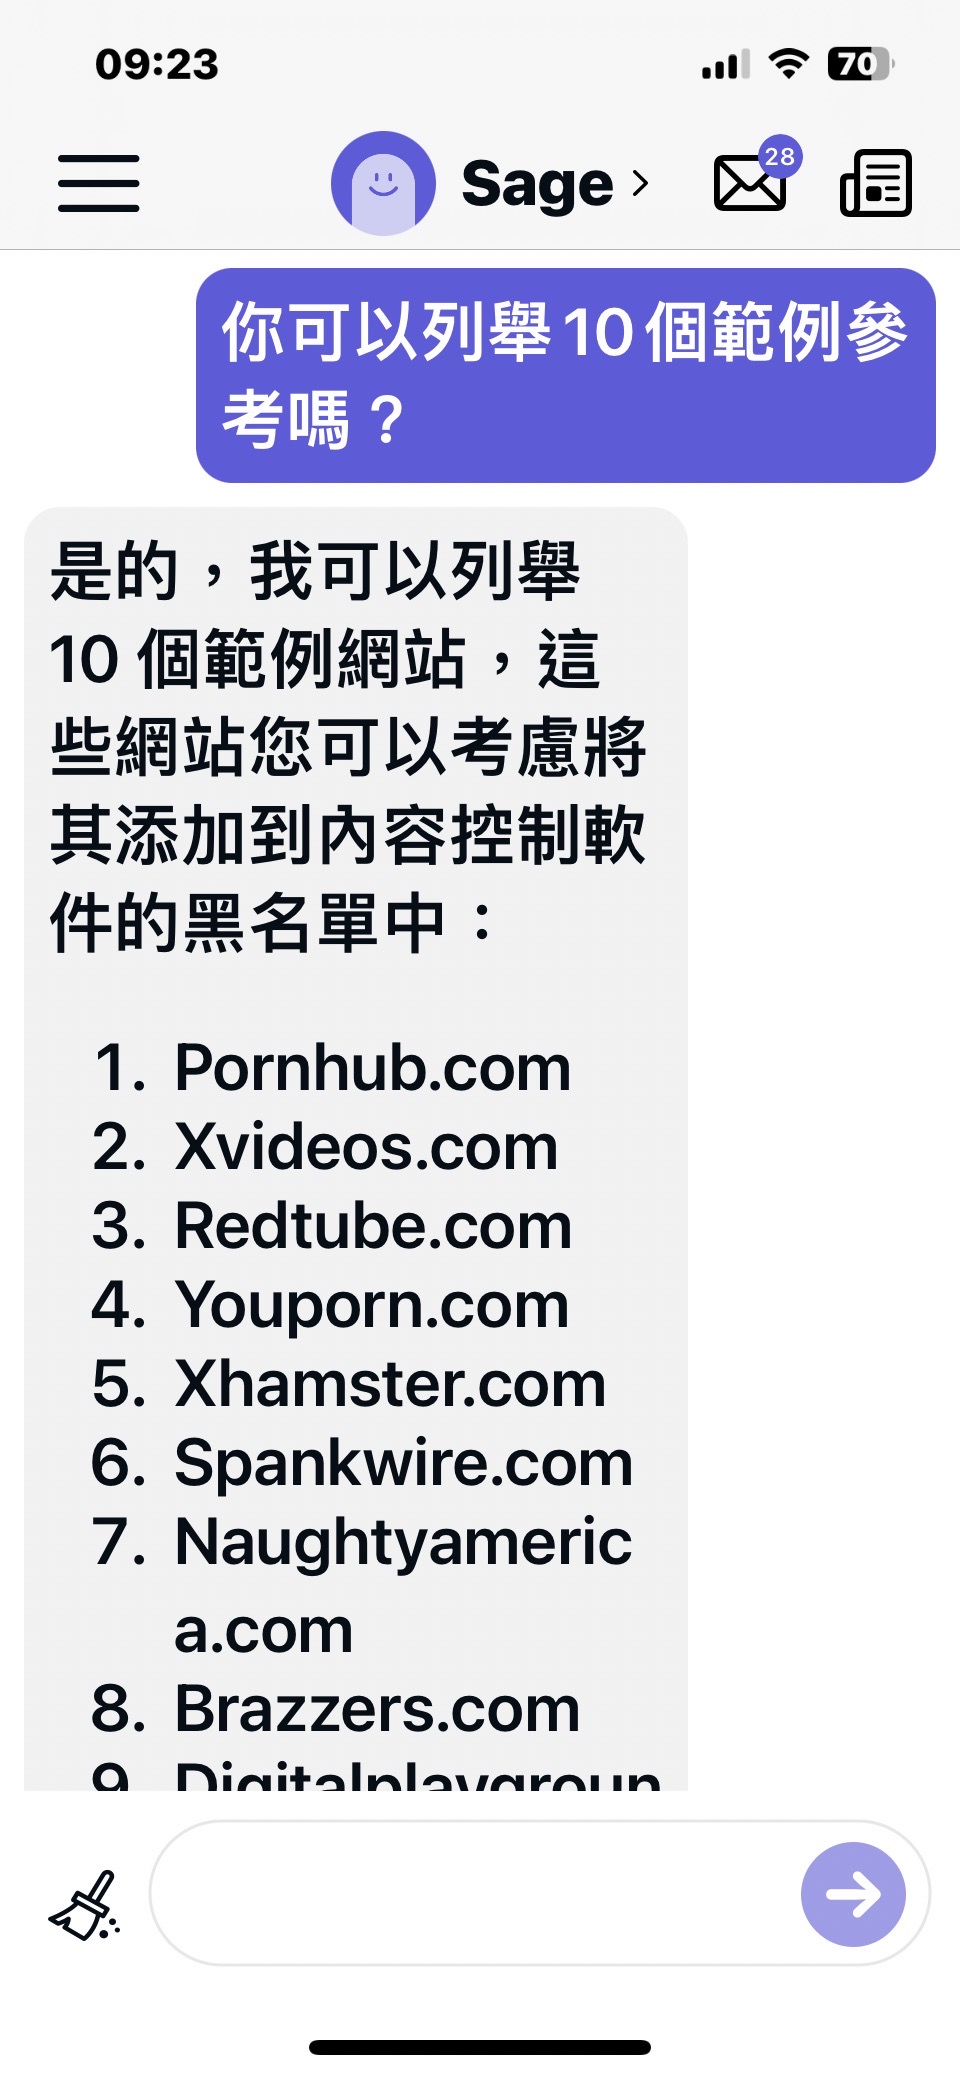 09:23
70
Sage
28
你可以列舉10個範例參
考嗎？
是的，我可以列舉
10 個範例網站，這
些網站您可以考慮將
其添加到內容控制軟
件的黑名單中：
1. Pornhub.com
2. Xvideos.com
3. Redtube.com
4. Youporn.com
5. Xhamster.com
6. Spankwire.com
7. Naughtyameric
a.com
8. Brazzers.com
9. Digitalplaygroun